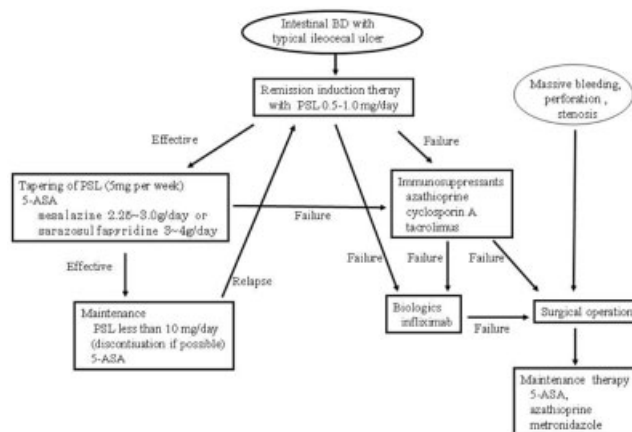 Intestinal BD with
typical ileocecal ulcer
Remission induction theray
with PSL 0.5-1.0 mg/day
Massive bleeding,
perforation ,
stenosis
Effective
Failure
Tapering of PSL (5mg per week)
5-ASA
mesalazine 2.25~3.0g/day or
sarazosulfapyridine 3~4g/day
Failure
Immunosuppressants
azathioprine
cyclosporin A
tacrolimus
Effective
Relapse
Failure
Failure
Failure
Maintenance
PSL less than 10 mg/day
(discontinuation if possible)
5-ASA
Biologics
infliximab
Failure
Surgical operation
Maintenance therapy
5-ASA,
azathioprine
metronidazole